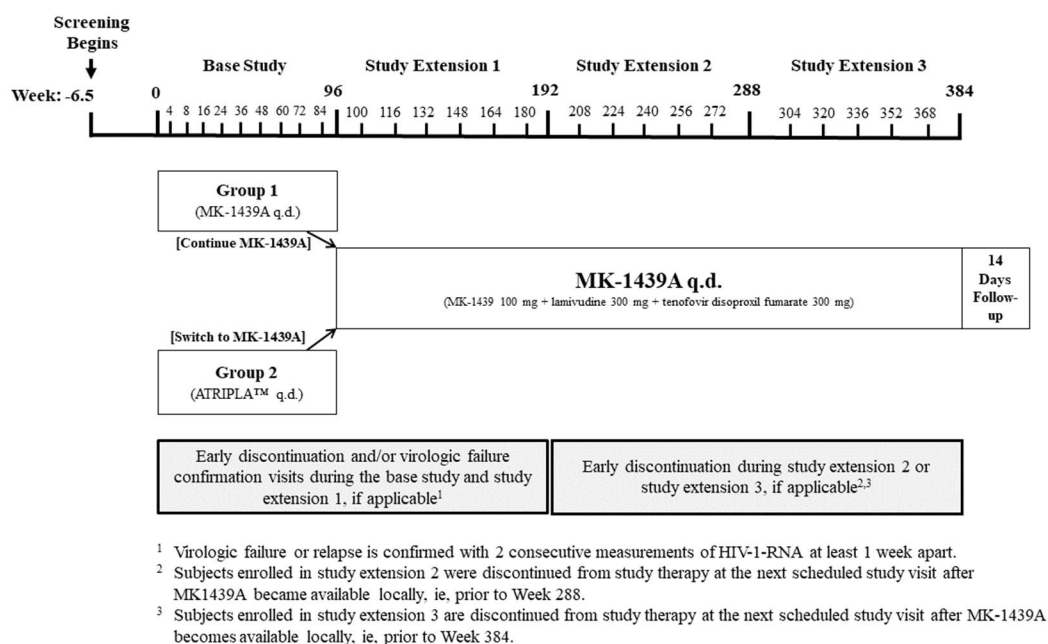 Screening
Begins
Base Study Study Extension 1 Study Extension 2 Study Extension 3
Week: -6.5 0 96 192 288 384
4 8 16 24 36 48 60 72 84 100 116 132 148 164 180 208 224 240 256 272 304 320 336 352 368
Group 1
(MK-1439A q.d.)
[Continue MK-1439A]
MK-1439A q.d.
(MK-1439 100 mg + lamivudine 300 mg + tenofovir disoproxil fumarate 300 mg)
14
Days
Follow-
up
[Switch to MK-1439A]
Group 2
(ATRIPLA™ q.d.)
Early discontinuation and/or virologic failure
confirmation visits during the base study and study
extension 1, if applicable¹
Early discontinuation during study extension 2 or
study extension 3, if applicable²,³
¹ Virologic failure or relapse is confirmed with 2 consecutive measurements of HIV-1-RNA at least 1 week apart.
² Subjects enrolled in study extension 2 were discontinued from study therapy at the next scheduled study visit after
MK1439A became available locally, ie, prior to Week 288.
³ Subjects enrolled in study extension 3 are discontinued from study therapy at the next scheduled study visit after MK-1439A
becomes available locally, ie, prior to Week 384.